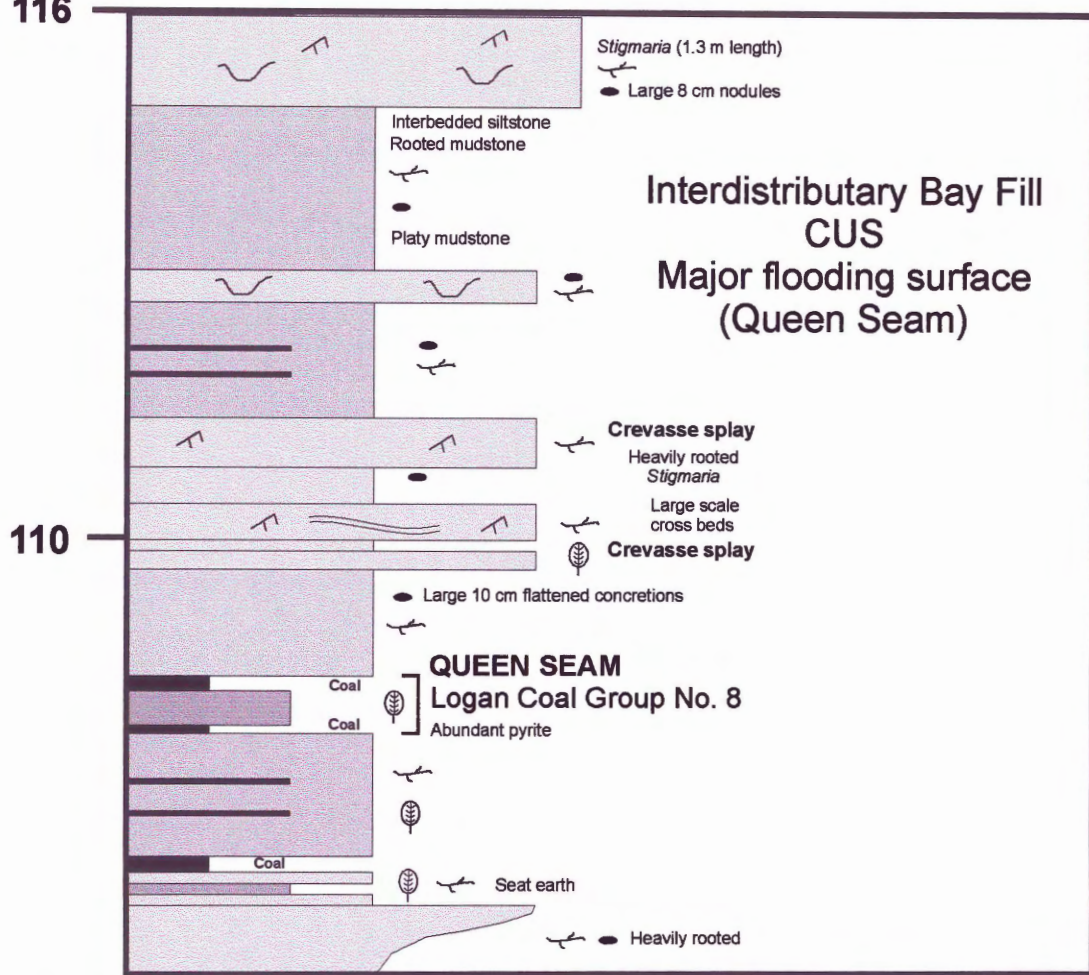 116
Stigmaria (1.3 m length)
Large 8 cm nodules
Interbedded siltstone
Rooted mudstone
Platy mudstone
Interdistributary Bay Fill
CUS
Major flooding surface
(Queen Seam)
Crevasse splay
Heavily rooted
Stigmaria
Large scale
cross beds
110
Crevasse splay
Large 10 cm flattened concretions
QUEEN SEAM
Coal
Logan Coal Group No. 8
Coal
Abundant pyrite
Coal
Seat earth
Heavily rooted